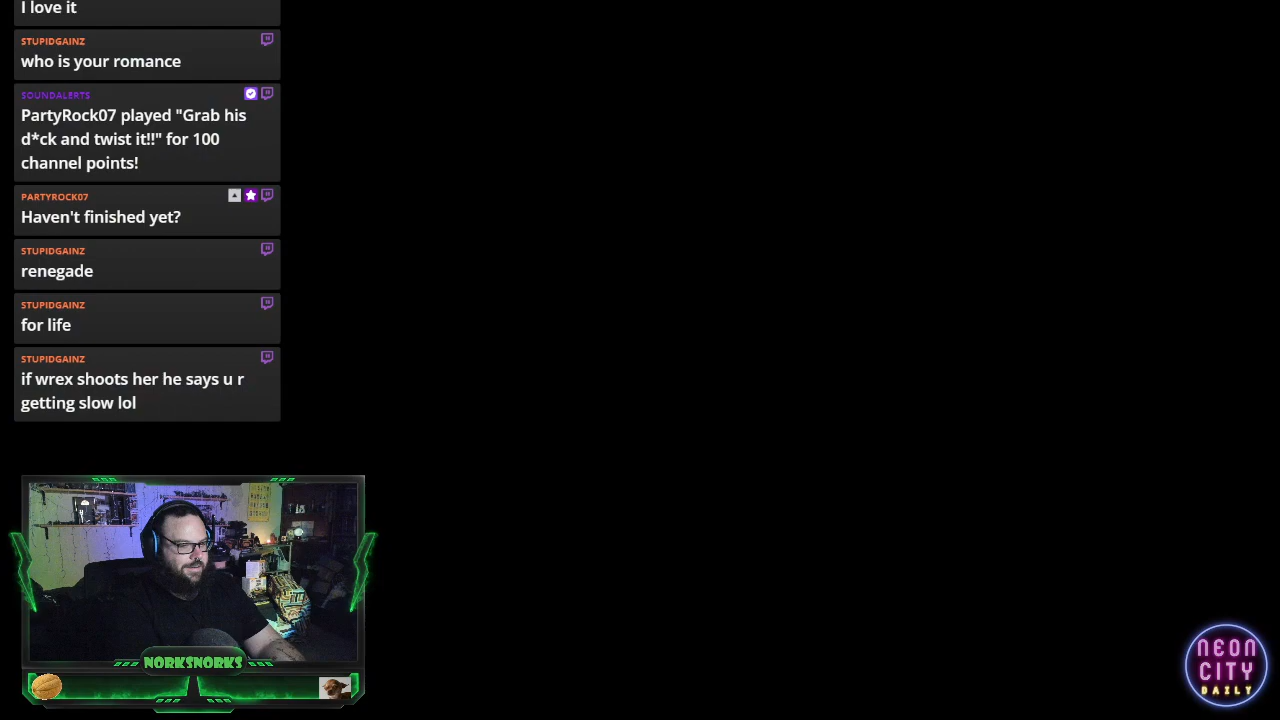 I love it
STUPIDGAINZ
who is your romance
SOUNDALERTS
PartyRock07 played "Grab his
d*ck and twist it!!" for 100
channel points!
PARTYROCK07
Haven't finished yet?
STUPIDGAINZ
renegade
STUPIDGAINZ
for life
STUPIDGAINZ
if wrex shoots her he says u r
getting slow lol
NORKSNORKS
NEON
CITY
DAILY